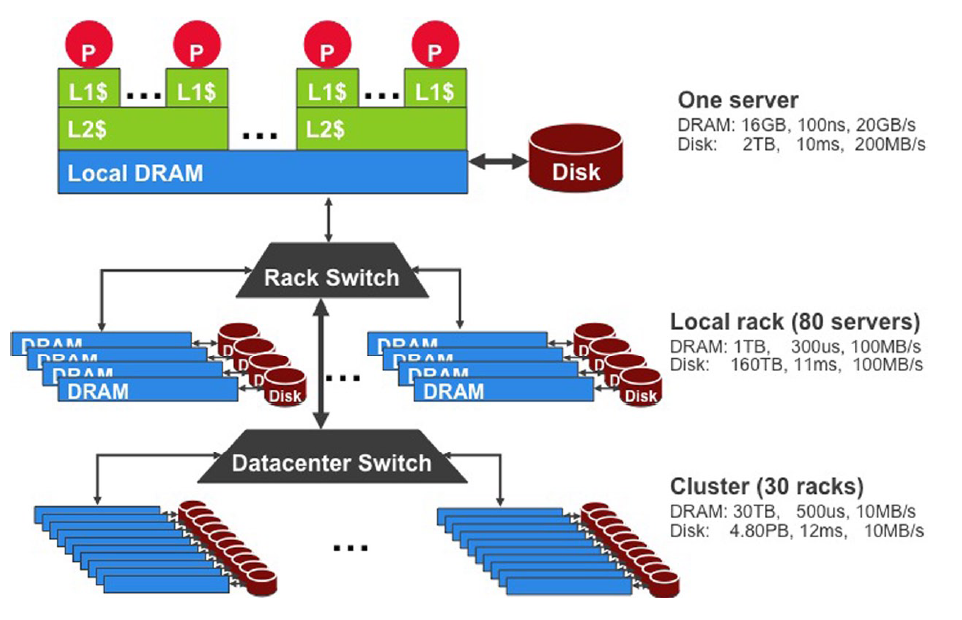 P P P P
L1$ ... L1$ L1$ ... L1$
L2$ ... L2$
Local DRAM
Disk
One server
DRAM: 16GB, 100ns, 20GB/s
Disk: 2TB, 10ms, 200MB/s
Rack Switch
DRAM
DRAM
DRAM
DRAM
Disk
...
DRAM
DRAM
DRAM
DRAM
Disk
Local rack (80 servers)
DRAM: 1TB, 300us, 100MB/s
Disk: 160TB, 11ms, 100MB/s
Datacenter Switch
...
Cluster (30 racks)
DRAM: 30TB, 500us, 10MB/s
Disk: 4.80PB, 12ms, 10MB/s